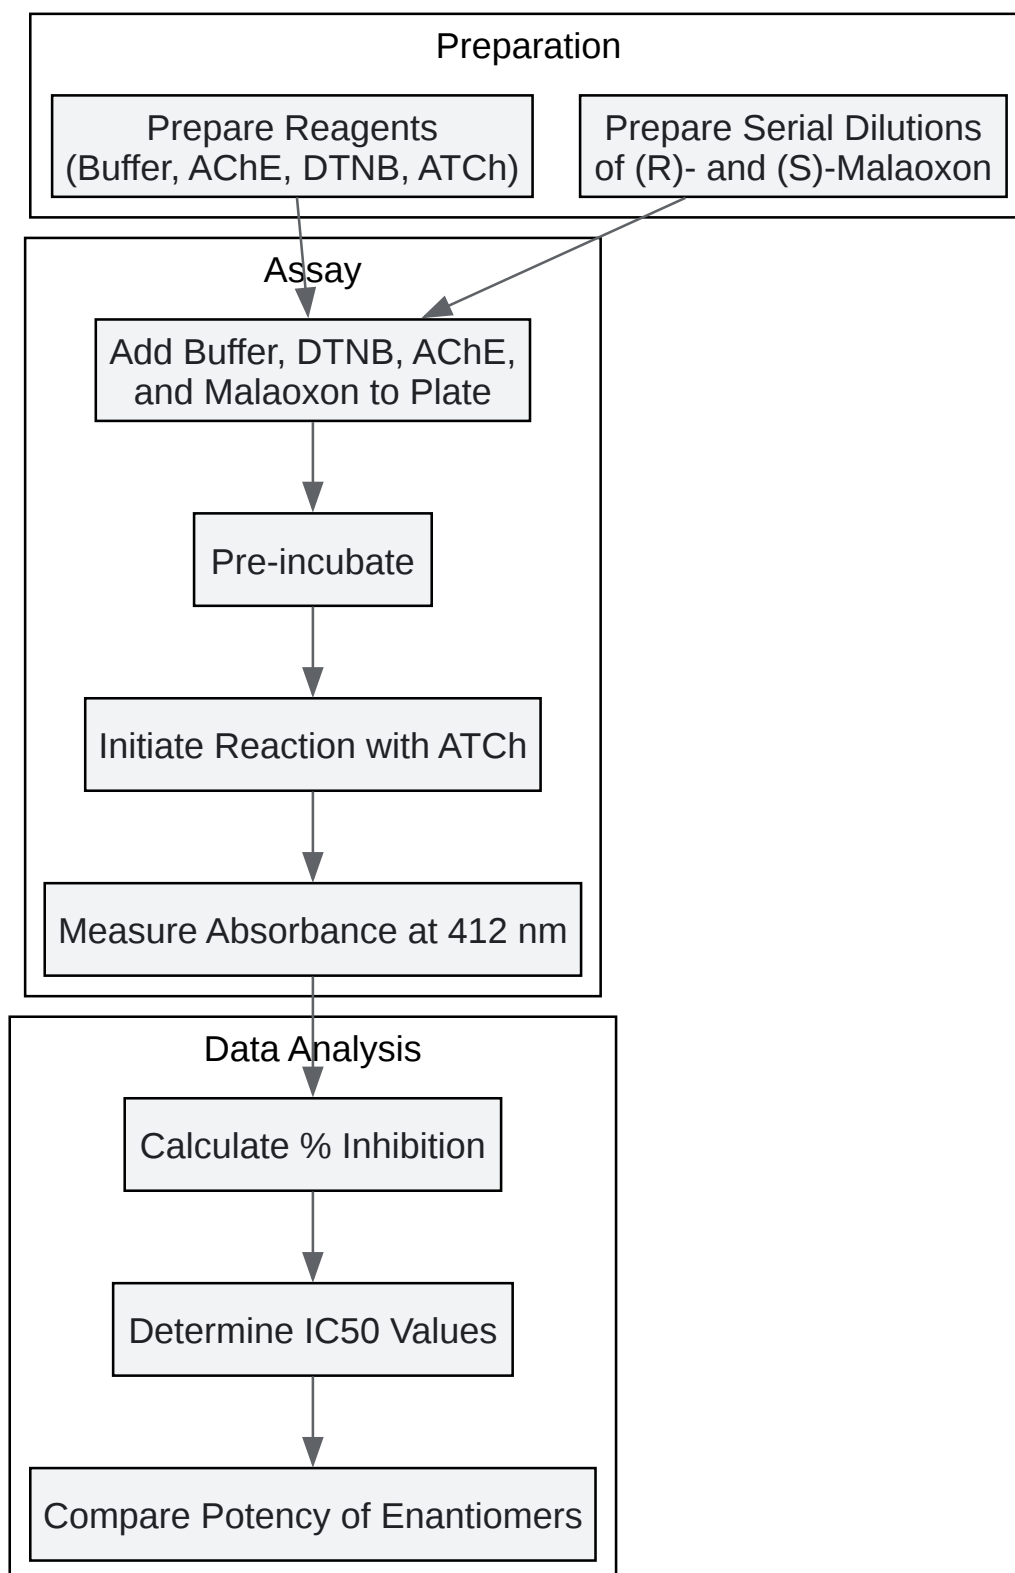 Preparation
Prepare Reagents
(Buffer, AChE, DTNB, ATCh)
Prepare Serial Dilutions
of (R)- and (S)-Malaoxon
Assay
Add Buffer, DTNB, AChE,
and Malaoxon to Plate
Pre-incubate
Initiate Reaction with ATCh
Measure Absorbance at 412 nm
Data Analysis
Calculate % Inhibition
Determine IC50 Values
Compare Potency of Enantiomers